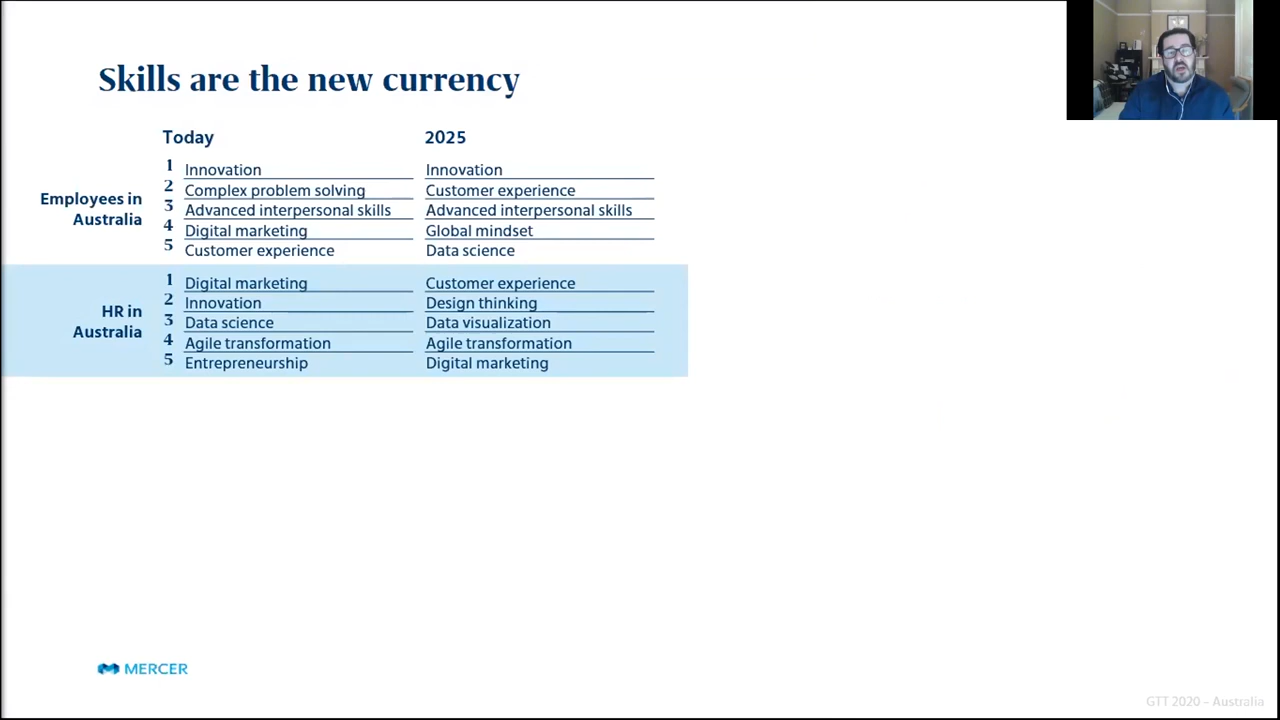 Skills are the new currency
Today 2025
Employees in
Australia
1 Innovation Innovation
2 Complex problem solving Customer experience
3 Advanced interpersonal skills Advanced interpersonal skills
4 Digital marketing Global mindset
5 Customer experience Data science
HR in
Australia
1 Digital marketing Customer experience
2 Innovation Design thinking
3 Data science Data visualization
4 Agile transformation Agile transformation
5 Entrepreneurship Digital marketing
MERCER
GTT 2020 - Australia